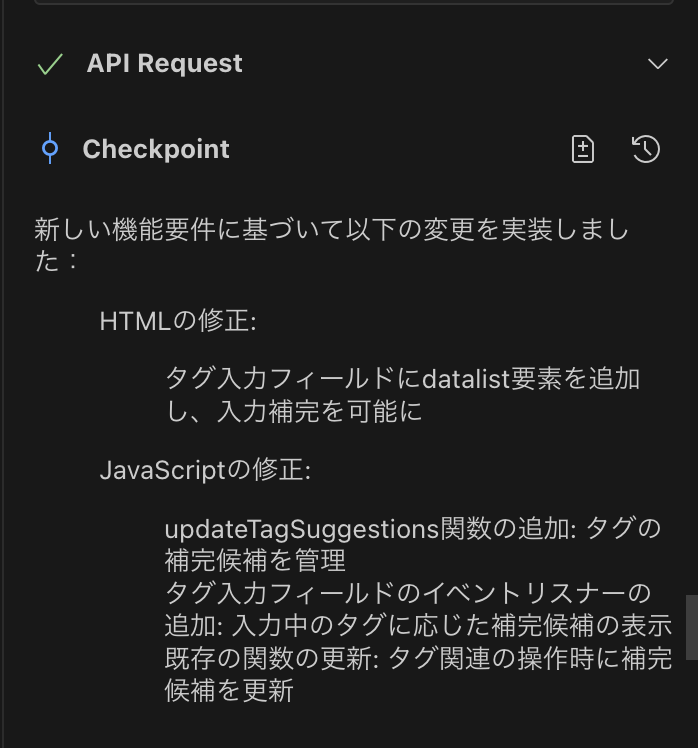 API Request
Checkpoint
新しい機能要件に基づいて以下の変更を実装しまし
た：
HTMLの修正:
タグ入力フィールドにdatalist要素を追加
し、入力補完を可能に
JavaScriptの修正:
updateTagSuggestions関数の追加: タグの
補完候補を管理
タグ入力フィールドのイベントリスナーの
追加: 入力中のタグに応じた補完候補の表示
既存の関数の更新: タグ関連の操作時に補完
候補を更新